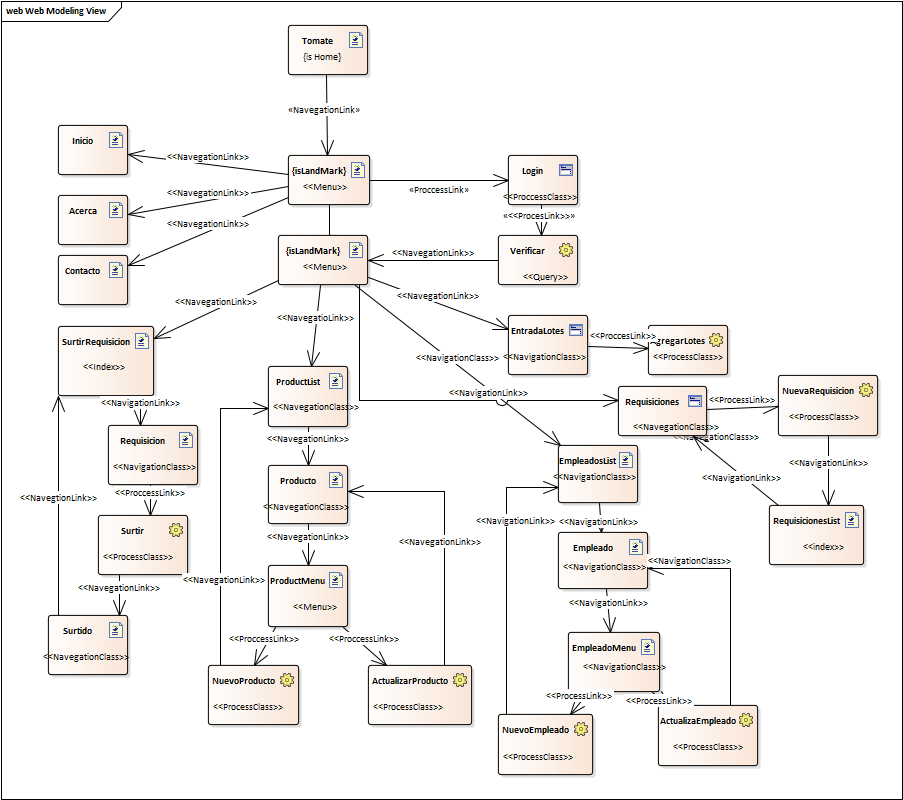 web Web Modeling View
Tomate
{is Home}
«NavegationLink»
Inicio
<<NavegationLink>>
{isLandMark}
<<Menu>>
«ProccessLink»
Login
<<ProccessClass>>
Acerca
<<NavegationLink>>
<<NavegationLink>>
<<ProcesLink>>>
Contacto
{isLandMark}
<<Menu>>
<<NavegationLink>>
Verificar
<<Query>>
<<NavegationLink>>
<<NavegationLink>>
<<NavegatioLink>>
SurtirRequisicion
<<Index>>
EntradaLotes
<<NavigationClass>>
<<ProccesLink>>
gregarLotes
<<ProcessClass>>
<<NavegationClass>>
ProductList
<<NavegationClass>>
<<NavegationLink>>
Requisiciones
<<NavegationClass>>
<<ProcessLink>>
NuevaRequisicion
<<ProcessClass>>
<<NavigationLink>>
Requisicion
<<NavigationClass>>
<<NavigationLink>>
<<NavegationClass>>
EmpleadosList
<<NavigationClass>>
<<NavigationLink>>
<<NavegationLink>>
<<ProccessLink>>
<<NavegtionLink>>
Producto
<<NavegationClass>>
<<NavigationLink>>
<<NavigationLink>>
RequisicionesList
<<index>>
Surtir
<<ProcessClass>>
<<NavegationLink>>
<<NavegationLink>>
Empleado
<<NavigationClass>>
<<NavigationClass>>
<<NavegationLink>>
<<NavegationLink>>
ProductMenu
<<Menu>>
<<NavigationLink>>
Surtido
<<NavegationClass>>
<<ProccessLink>>
<<ProccessLink>>
EmpleadoMenu
<<NavigationClass>>
NuevoProducto
<<ProcessClass>>
ActualizarProducto
<<ProcessClass>>
<<ProcessLink>>
<<ProcessLink>>
NuevoEmpleado
<<ProcessClass>>
ActualizaEmpleado
<<ProcessClass>>